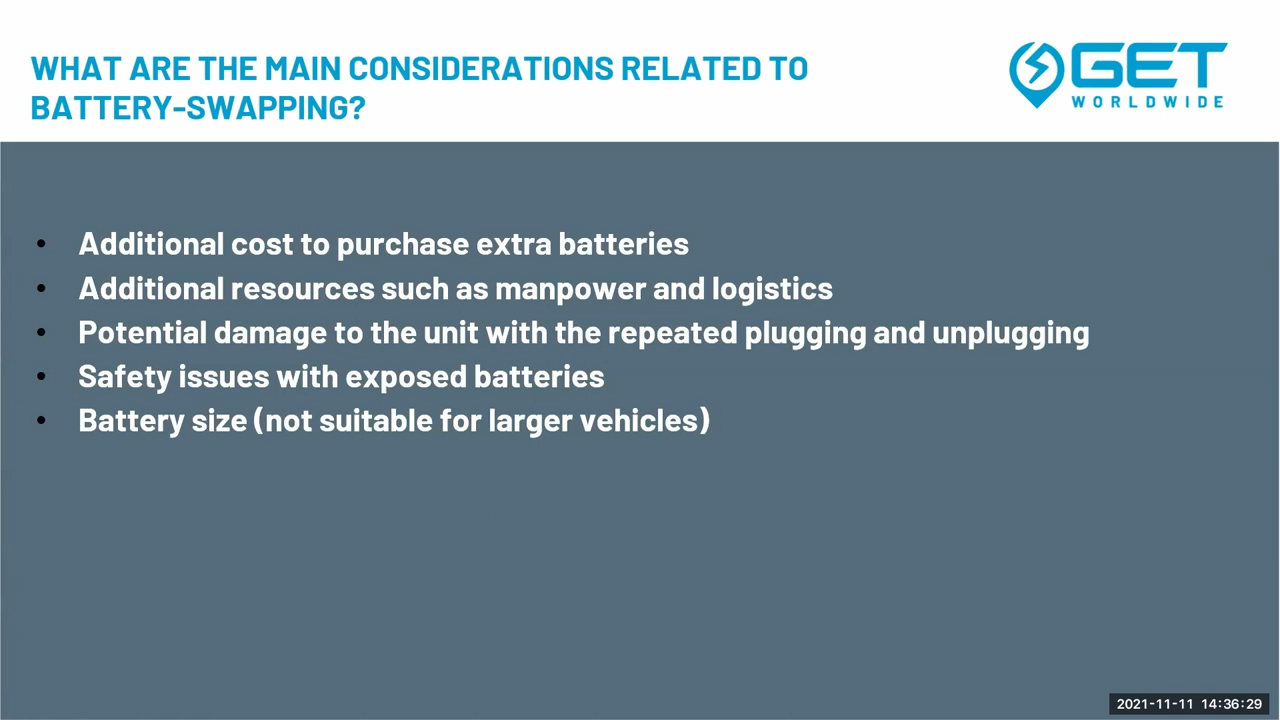 WHAT ARE THE MAIN CONSIDERATIONS RELATED TO
BATTERY-SWAPPING?
GET
WORLDWIDE
• Additional cost to purchase extra batteries
• Additional resources such as manpower and logistics
• Potential damage to the unit with the repeated plugging and unplugging
• Safety issues with exposed batteries
• Battery size (not suitable for larger vehicles)
2021-11-11 14:36:29